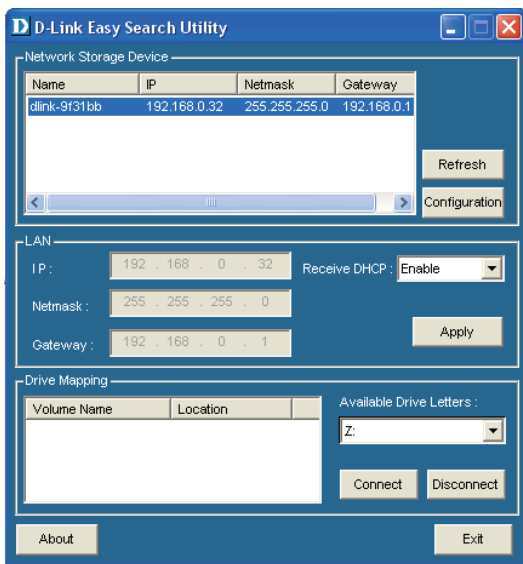 D D-Link Easy Search Utility
Network Storage Device
Name IP Netmask Gateway
dlink-9f31bb 192.168.0.32 255.255.255.0 192.168.0.1
Refresh
Configuration
LAN
IP : 192 . 168 . 0 . 32 Receive DHCP : Enable
Netmask : 255 . 255 . 255 . 0
Gateway : 192 . 168 . 0 . 1 Apply
Drive Mapping
Volume Name Location Available Drive Letters :
Z:
Connect Disconnect
About Exit